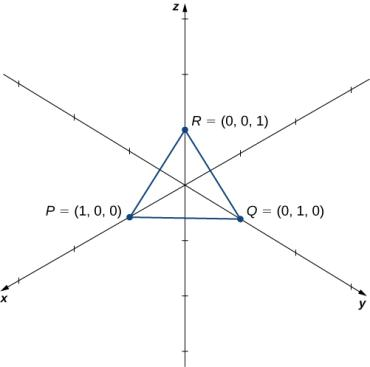 z
R = (0, 0, 1)
P = (1, 0, 0)
Q = (0, 1, 0)
x
y